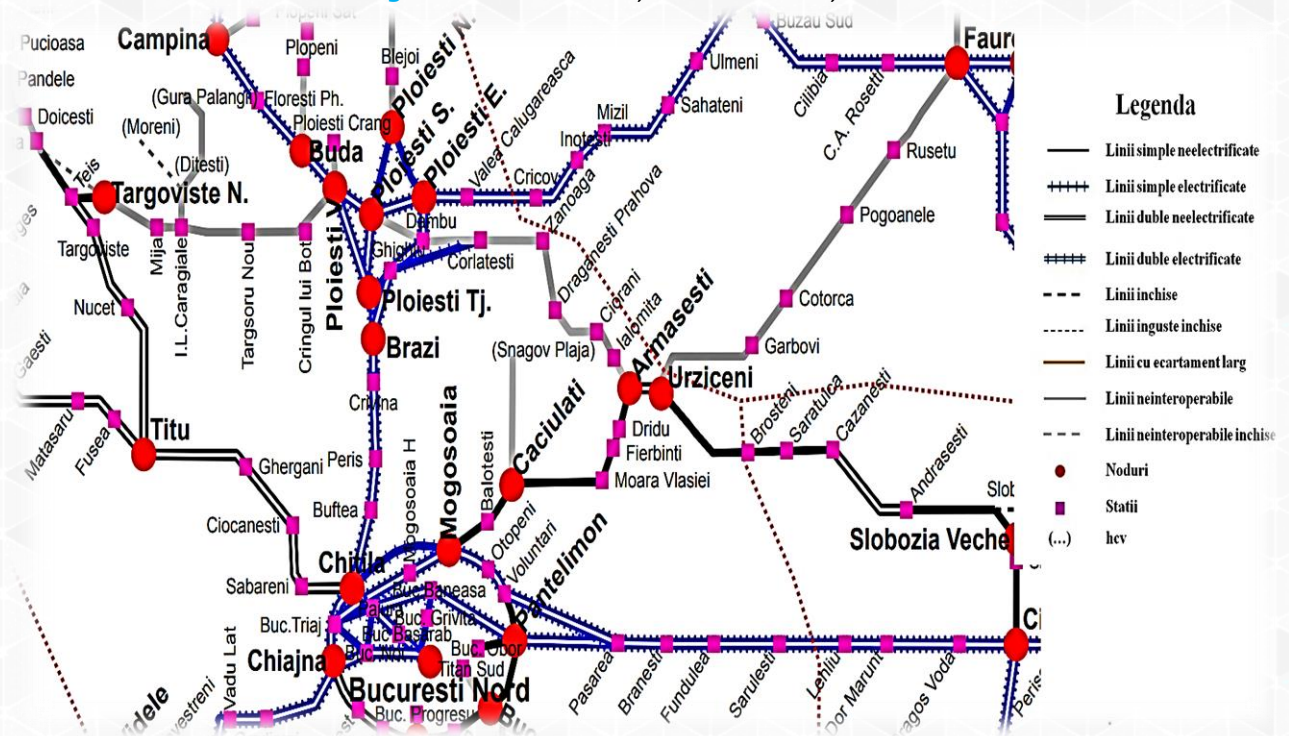 Campina
Pucioasa
Pandele
Doicesti
Plopeni
Blejoi
Ploiesti N.
Ploiesti S.
Ploiesti E.
Valea Calugareasca
(Gura Palangi)
Floresti Ph.
Ploiesti Crang
(Moreni)
(Ditesti)
Buda
Teis
Targoviste N.
Targoviste
Mija
I.L.Caragiale
Targsoru Nou
Cringul lui Bot
Ploiesti V.
Dambu
Corlatesti
Ploiesti Tj.
Brazi
Cricov
Inotesti
Mizil
Sahateni
Ulmeni
Buzau Sud
Cilibia
C.A. Rosetti
Rusetu
Pogoanele
Cotorca
Garbovi
Zanoaga
Draganesti Prahova
Ciorani
Ialomita
Armasesti
Urziceni
Nucet
Gaesti
Matasaru
Fusea
Titu
Ghergani
Ciocanesti
Sabareni
Peris
Buftea
Chitila
Mogosoaia H
Mogosoaia
Balotesti
(Snagov Plaja)
Caciulati
Dridu
Fierbinti
Moara Vlasiei
Brosteni
Saratulca
Cazanesti
Andrasesti
Slobozia Veche
Otopeni
Voluntari
Pantelimon
Buc.Baneasa
Buc. Grivita
Buc Basarab
Buc.Triaj
Chiajna
Buc. Obor
Titan Sud
Bucuresti Nord
Buc. Progresu
Vadu Lat
Pasarea
Branesti
Fundulea
Sarulesti
Lehliu
Dor Marunt
Legenda
Linii simple neelectrificate
Linii simple electrificate
Linii duble neelectrificate
Linii duble electrificate
Linii inchise
Linii inguste inchise
Linii cu ecartament larg
Linii neinteroperabile
Linii neinteroperabile inchise
Noduri
Statii
(...) hcv